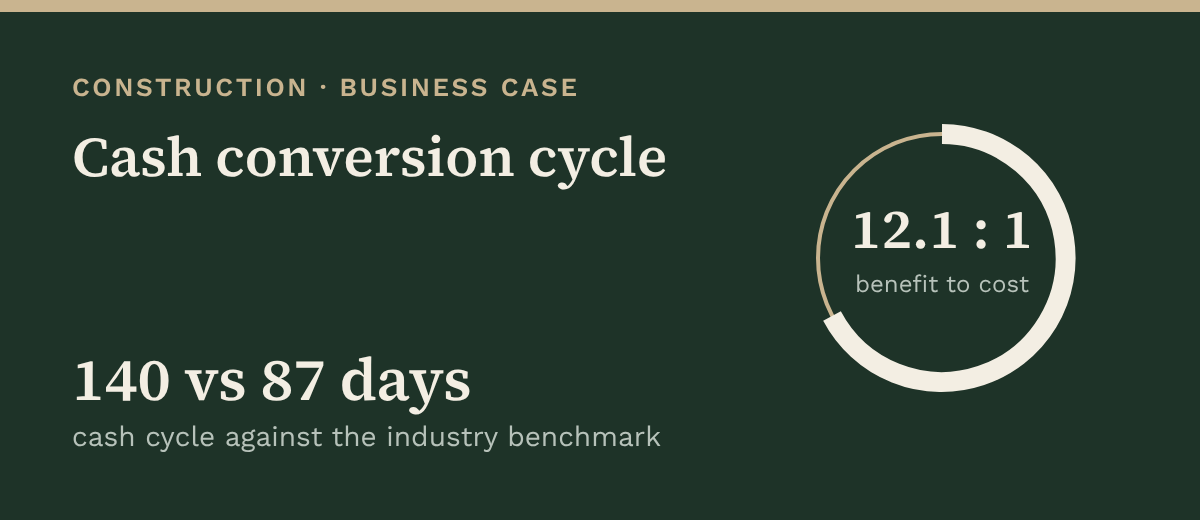 CONSTRUCTION · BUSINESS CASE
Cash conversion cycle
12.1 : 1
benefit to cost
140 vs 87 days
cash cycle against the industry benchmark